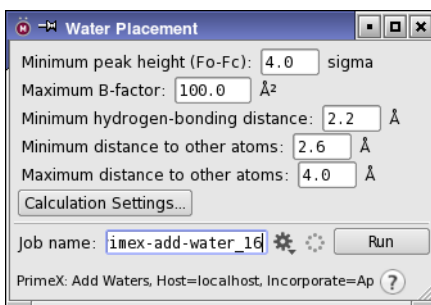 Water Placement
Minimum peak height (Fo-Fc): 4.0 sigma
Maximum B-factor: 100.0 Å²
Minimum hydrogen-bonding distance: 2.2 Å
Minimum distance to other atoms: 2.6 Å
Maximum distance to other atoms: 4.0 Å
Calculation Settings...
Job name: imex-add-water_16 Run
PrimeX: Add Waters, Host=localhost, Incorporate=Ap ?